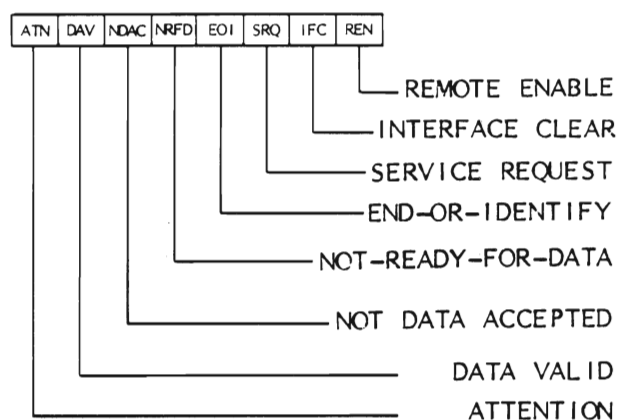 ATN DAV NDAC NRFD EOI SRQ IFC REN
REMOTE ENABLE
INTERFACE CLEAR
SERVICE REQUEST
END-OR-IDENTIFY
NOT-READY-FOR-DATA
NOT DATA ACCEPTED
DATA VALID
ATTENTION